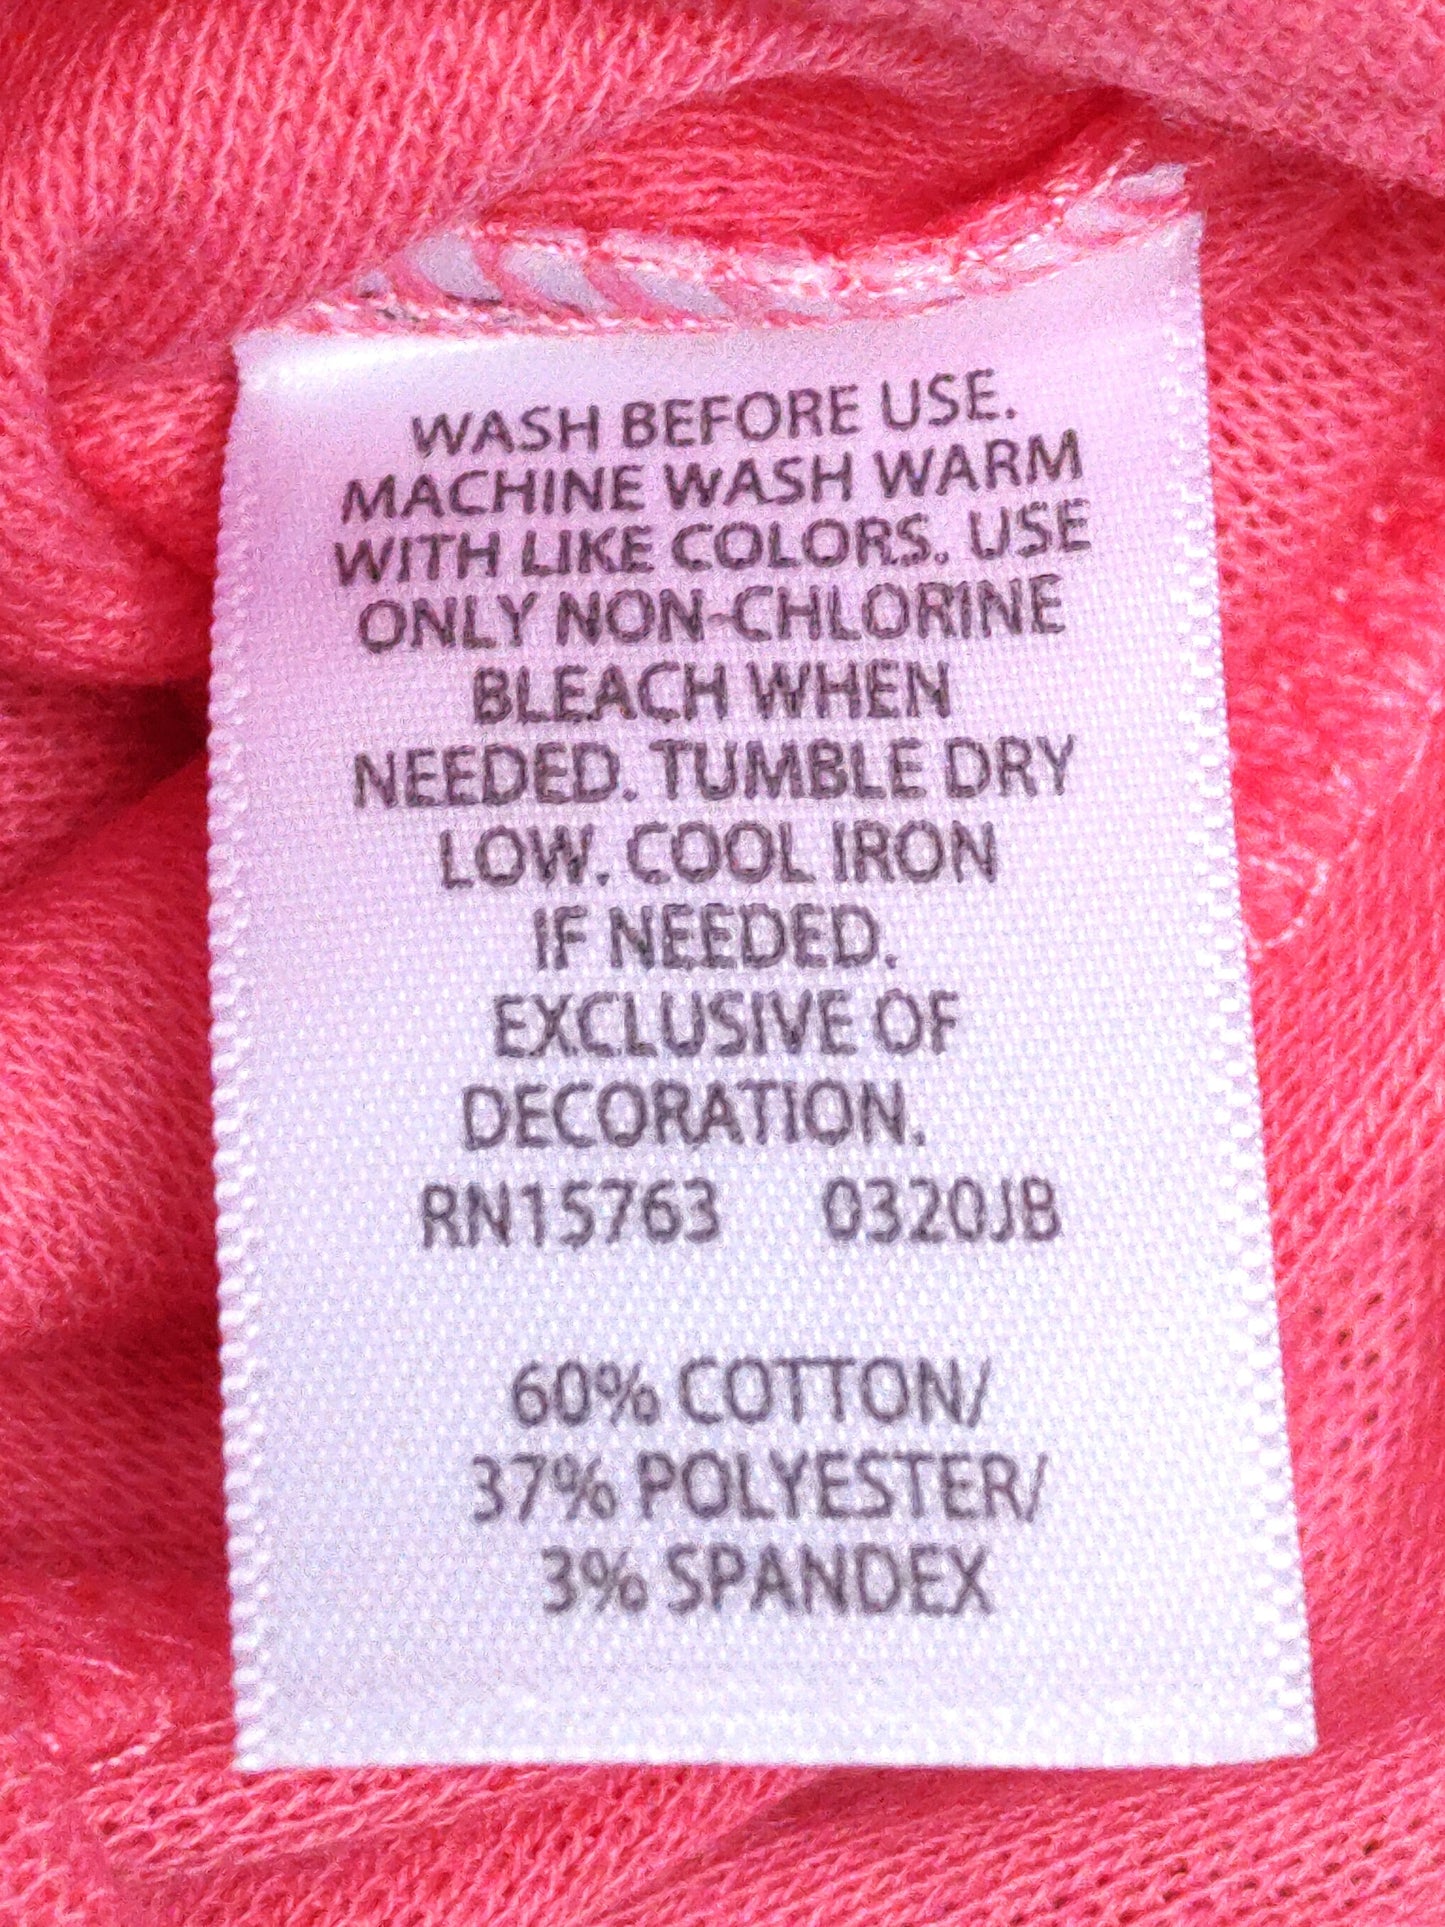 WASH BEFORE USE.
MACHINE WASH WARM
WITH LIKE COLORS. USE
ONLY NON-CHLORINE
BLEACH WHEN
NEEDED. TUMBLE DRY
LOW. COOL IRON
IF NEEDED.
EXCLUSIVE OF
DECORATION.
RN15763 0320JB
60% COTTON/
37% POLYESTER/
3% SPANDEX